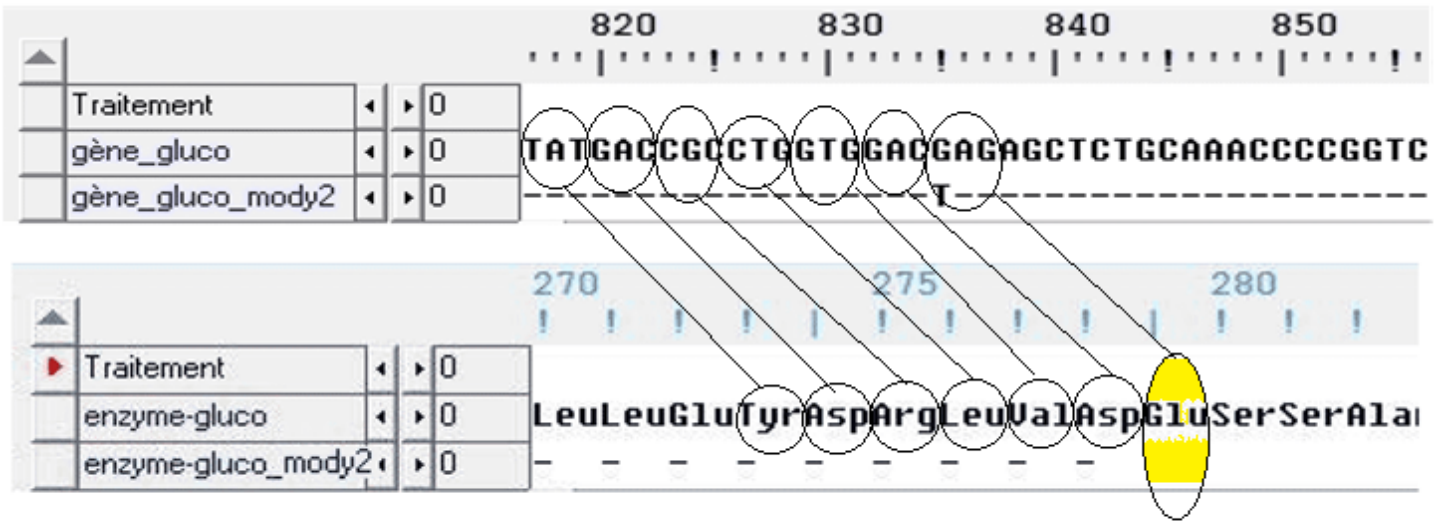 820 830 840 850
Traitement 0
gène_gluco 0 TATGACCGCCTGGTGGACGAGAGCTCTGCAAACCCCGGTC
gène_gluco_mody2 0 ------------------T---------------------
270 275 280
Traitement 0
enzyme-gluco 0 LeuLeuGluTyrAspArgLeuValAspGluSerSerAla
enzyme-gluco_mody2 0 - - - - - - - - -